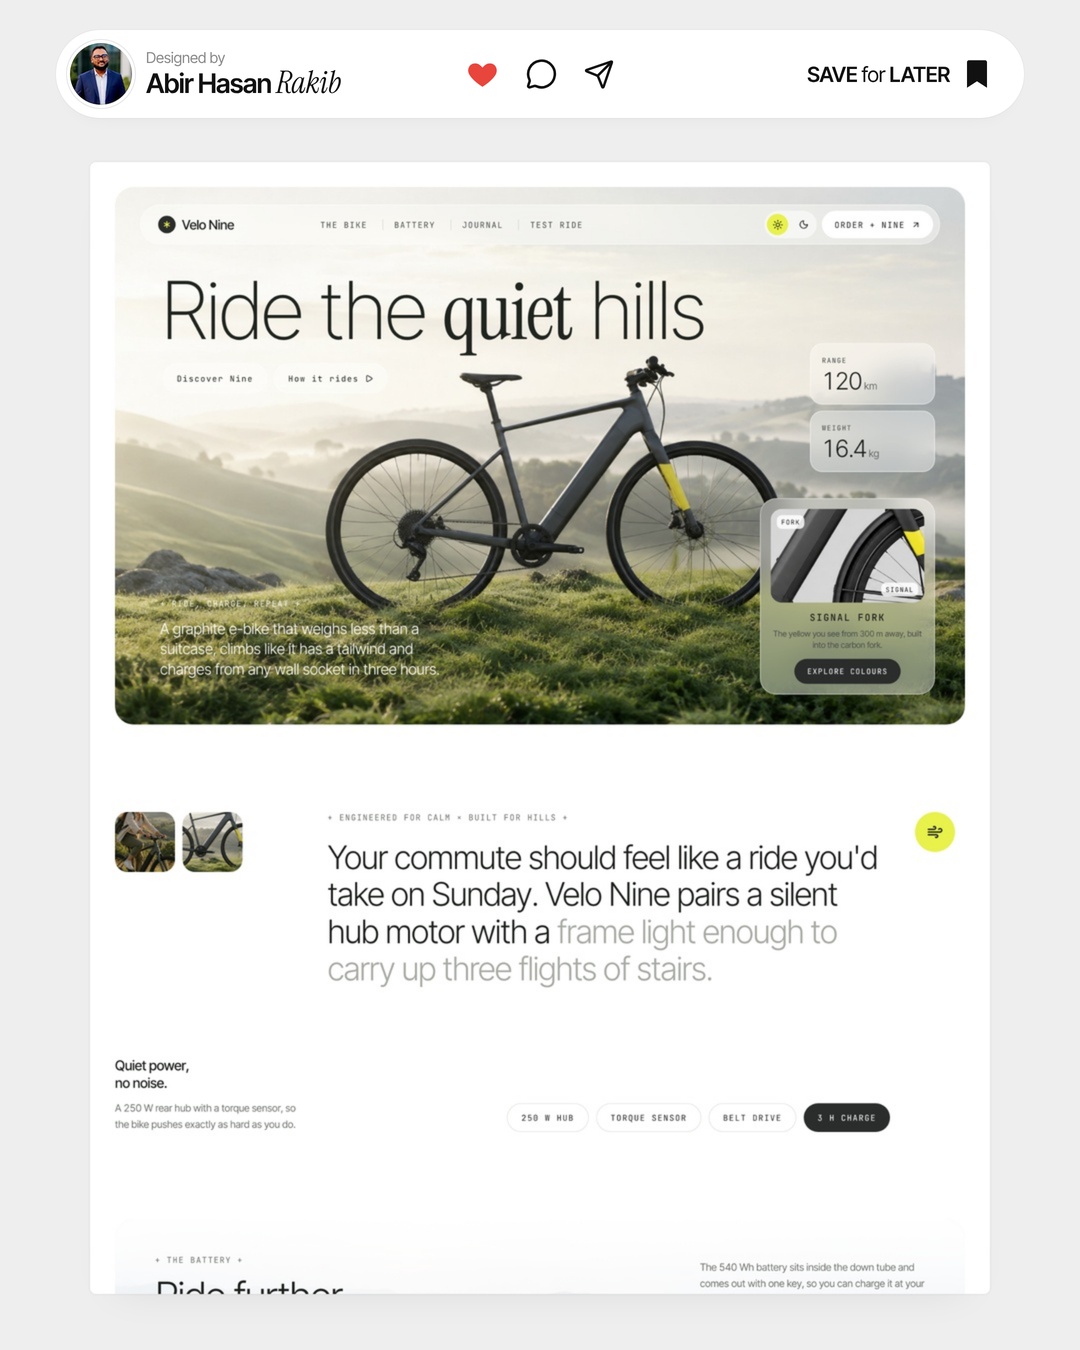 Designed by
Abir Hasan Rakib
SAVE for LATER
Velo Nine
THE BIKE
BATTERY
JOURNAL
TEST RIDE
ORDER + NINE
Ride the quiet hills
Discover Nine
How it rides
RANGE
120 km
WEIGHT
16.4 kg
FORK
SIGNAL
SIGNAL FORK
The yellow you see from 300 m away, built
into the carbon fork.
EXPLORE COLOURS
+ RIDE, CHARGE, REPEAT +
A graphite e-bike that weighs less than a
suitcase, climbs like it has a tailwind and
charges from any wall socket in three hours.
+ ENGINEERED FOR CALM × BUILT FOR HILLS +
Your commute should feel like a ride you'd
take on Sunday. Velo Nine pairs a silent
hub motor with a frame light enough to
carry up three flights of stairs.
Quiet power,
no noise.
A 250 W rear hub with a torque sensor, so
the bike pushes exactly as hard as you do.
250 W HUB
TORQUE SENSOR
BELT DRIVE
3 H CHARGE
+ THE BATTERY +
Ride further
The 540 Wh battery sits inside the down tube and
comes out with one key, so you can charge it at your